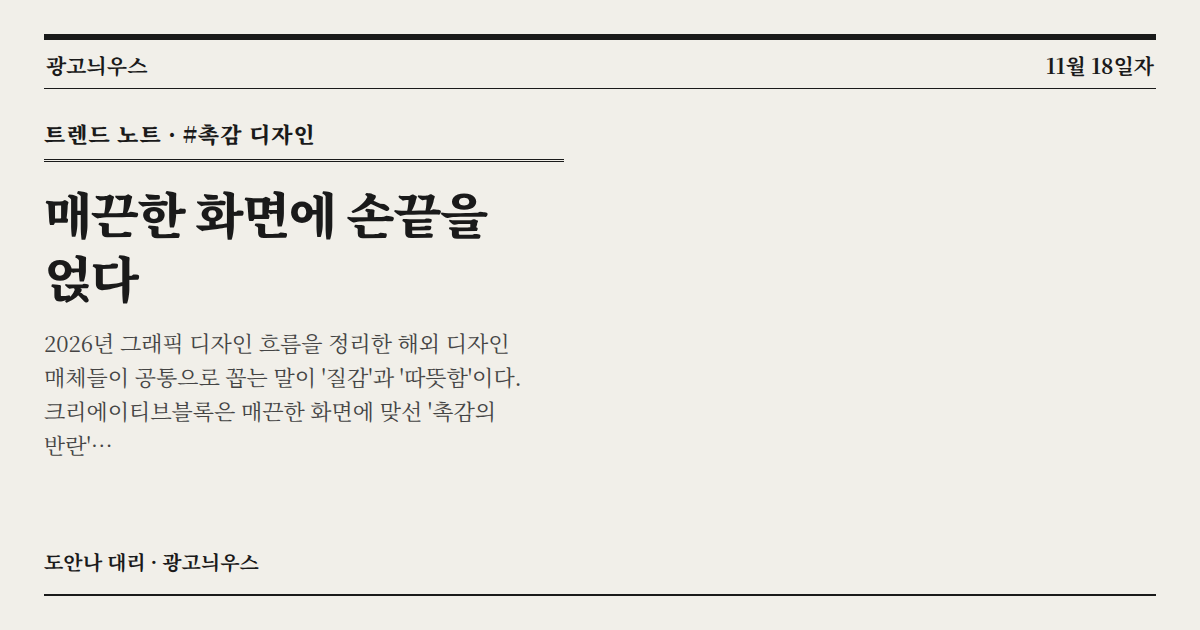 광고늬우스
11월 18일자
트렌드 노트 · #촉감 디자인
매끈한 화면에 손끝을
얹다
2026년 그래픽 디자인 흐름을 정리한 해외 디자인
매체들이 공통으로 꼽는 말이 '질감'과 '따뜻함'이다.
크리에이티브블록은 매끈한 화면에 맞선 '촉감의
반란'…
도안나 대리 · 광고늬우스